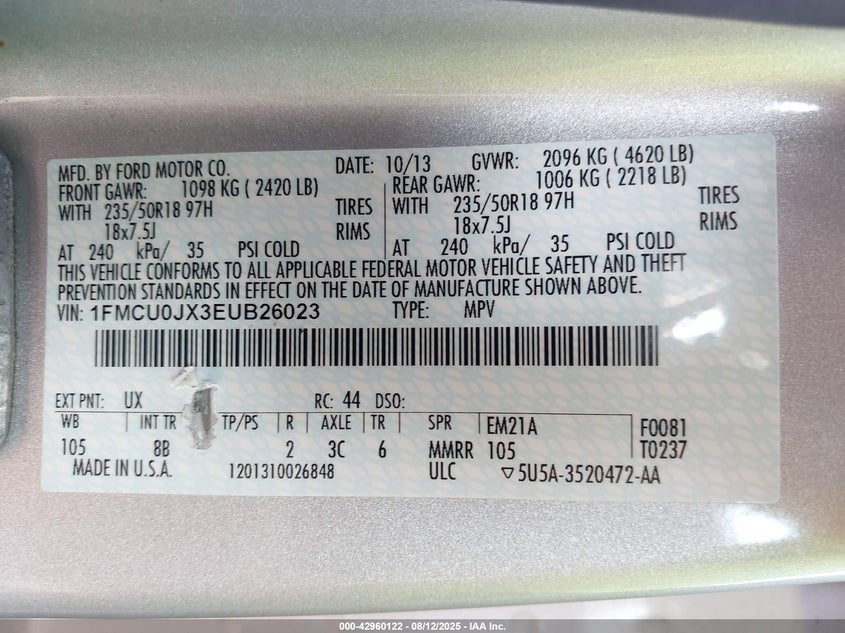 MFD. BY FORD MOTOR CO. DATE: 10/13 GVWR: 2096 KG ( 4620 LB)
FRONT GAWR: 1098 KG ( 2420 LB) REAR GAWR: 1006 KG ( 2218 LB)
WITH 235/50R18 97H TIRES WITH 235/50R18 97H TIRES
18x7.5J RIMS 18x7.5J RIMS
AT 240 kPa/ 35 PSI COLD AT 240 kPa/ 35 PSI COLD
THIS VEHICLE CONFORMS TO ALL APPLICABLE FEDERAL MOTOR VEHICLE SAFETY AND THEFT
PREVENTION STANDARDS IN EFFECT ON THE DATE OF MANUFACTURE SHOWN ABOVE.
VIN: 1FMCU0JX3EUB26023 TYPE: MPV
EXT PNT: UX RC: 44 DSO:
WB INT TR TP/PS R AXLE TR SPR EM21A F0081
105 8B 2 3C 6 MMRR 105 T0237
MADE IN U.S.A. 1201310026848 ULC ▽5U5A-3520472-AA
000-42960122 - 08/12/2025 - IAA Inc.